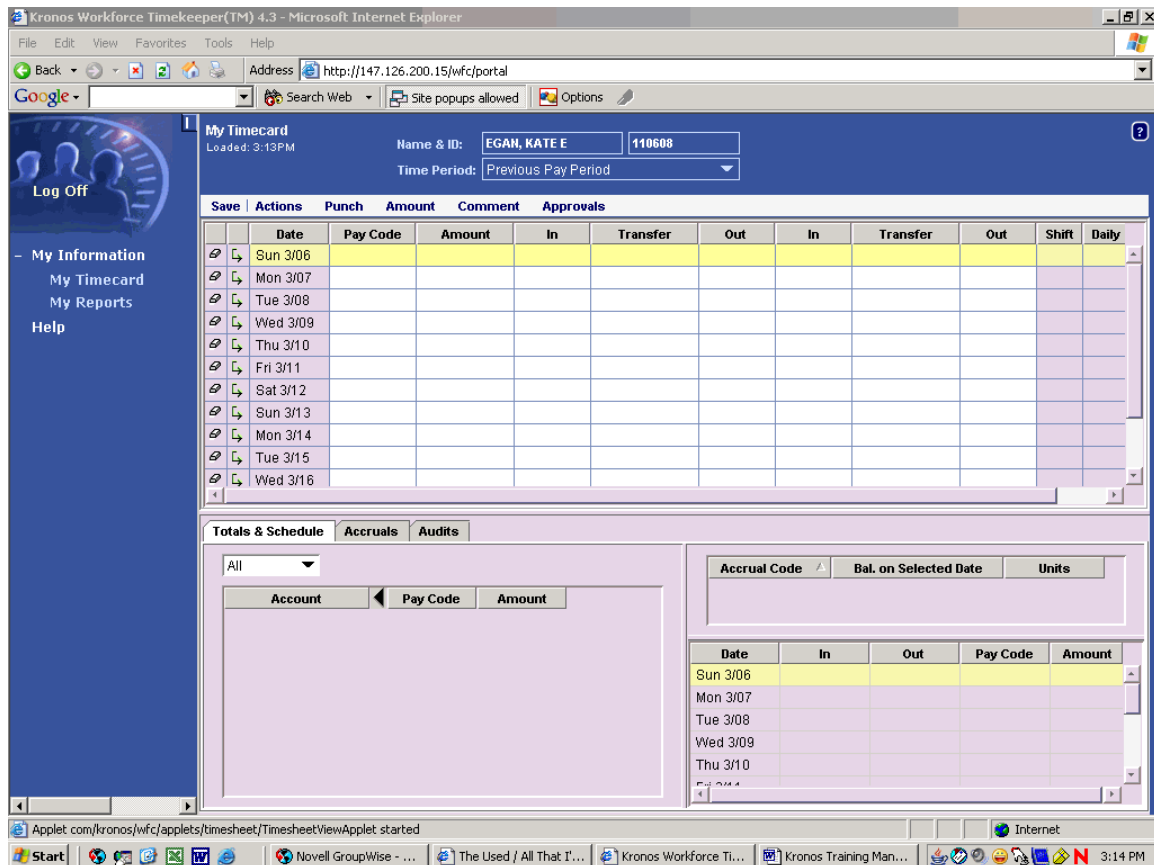 Kronos Workforce Timekeeper(TM) 4.3 - Microsoft Internet Explorer
File Edit View Favorites Tools Help
Back Address http://147.126.200.15/wfc/portal
Google Search Web Site popups allowed Options
My Timecard
Loaded: 3:13PM
Name & ID: EGAN, KATE E 110608
Time Period: Previous Pay Period
Log Off
Save Actions Punch Amount Comment Approvals
– My Information
My Timecard
My Reports
Help
Date Pay Code Amount In Transfer Out In Transfer Out Shift Daily
Sun 3/06
Mon 3/07
Tue 3/08
Wed 3/09
Thu 3/10
Fri 3/11
Sat 3/12
Sun 3/13
Mon 3/14
Tue 3/15
Wed 3/16
Totals & Schedule Accruals Audits
All
Account Pay Code Amount
Accrual Code Bal. on Selected Date Units
Date In Out Pay Code Amount
Sun 3/06
Mon 3/07
Tue 3/08
Wed 3/09
Thu 3/10
Applet com/kronos/wfc/applets/timesheet/TimesheetViewApplet started
Internet
Start Novell GroupWise - ... The Used / All That I'... Kronos Workforce Ti... Kronos Training Man... 3:14 PM